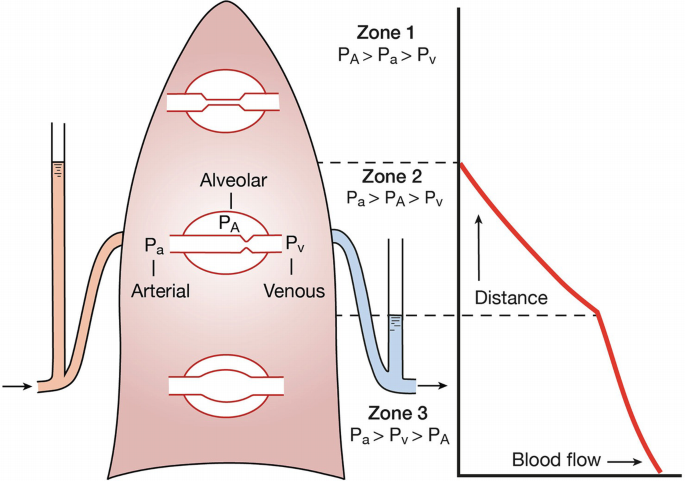 Zone 1
PA > Pa > Pv
Zone 2
Pa > PA > Pv
Alveolar
PA
Pa
Pv
Arterial
Venous
Distance
Zone 3
Pa > Pv > PA
Blood flow